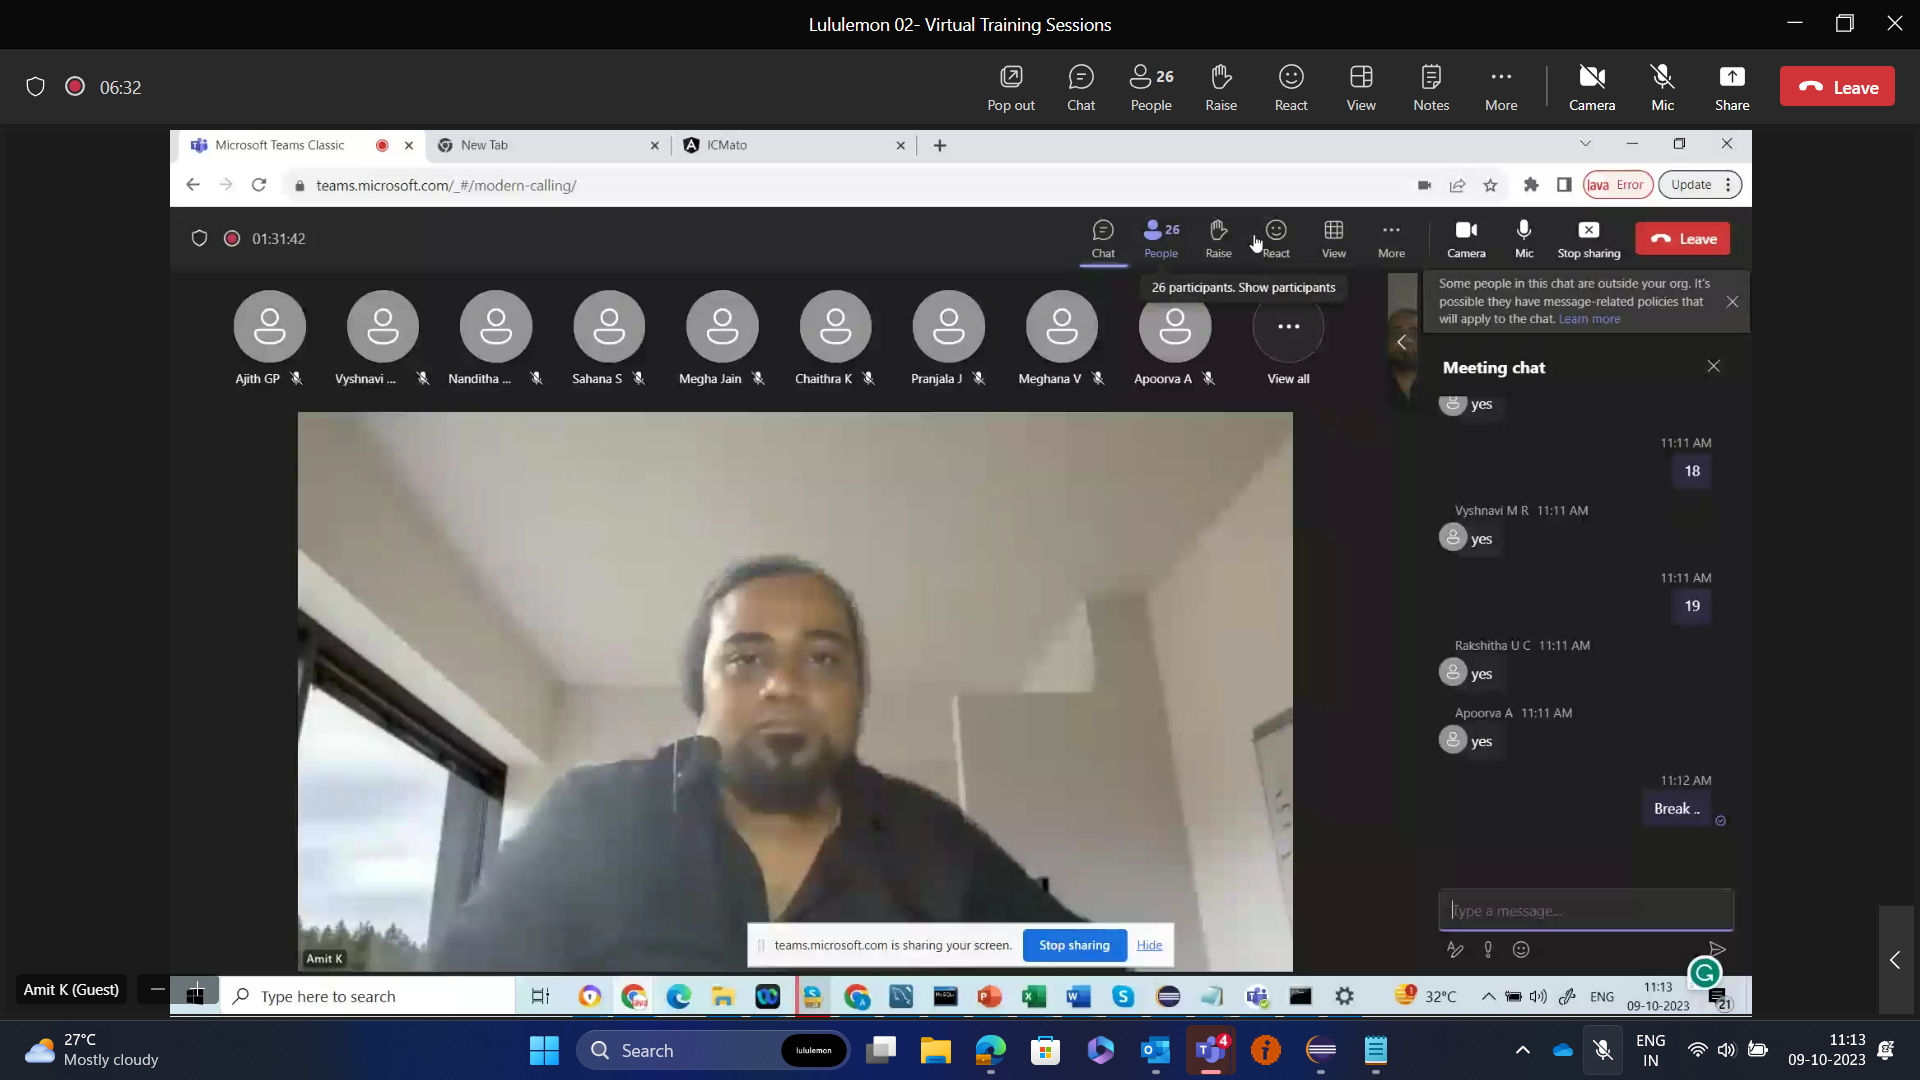 Lululemon 02- Virtual Training Sessions
06:32
Pop out
Chat
26
People
Raise
React
View
Notes
More
Camera
Mic
Share
Leave
Microsoft Teams Classic
New Tab
ICMato
teams.microsoft.com/_#/modern-calling/
Java Error
Update
01:31:42
Chat
26
People
Raise
React
View
More
Camera
Mic
Stop sharing
Leave
26 participants. Show participants
Some people in this chat are outside your org. It's
possible they have message-related policies that
will apply to the chat. Learn more
Ajith GP
Vyshnavi ...
Nanditha ...
Sahana S
Megha Jain
Chaithra K
Pranjala J
Meghana V
Apoorva A
View all
Meeting chat
yes
11:11 AM
18
Vyshnavi M R 11:11 AM
yes
11:11 AM
19
Rakshitha U C 11:11 AM
yes
Apoorva A 11:11 AM
yes
11:12 AM
Break ..
Type a message...
Amit K
teams.microsoft.com is sharing your screen.
Stop sharing
Hide
Amit K (Guest)
Type here to search
32°C
ENG
11:13
09-10-2023
21
27°C
Mostly cloudy
Search
lululemon
4
ENG
IN
11:13
09-10-2023